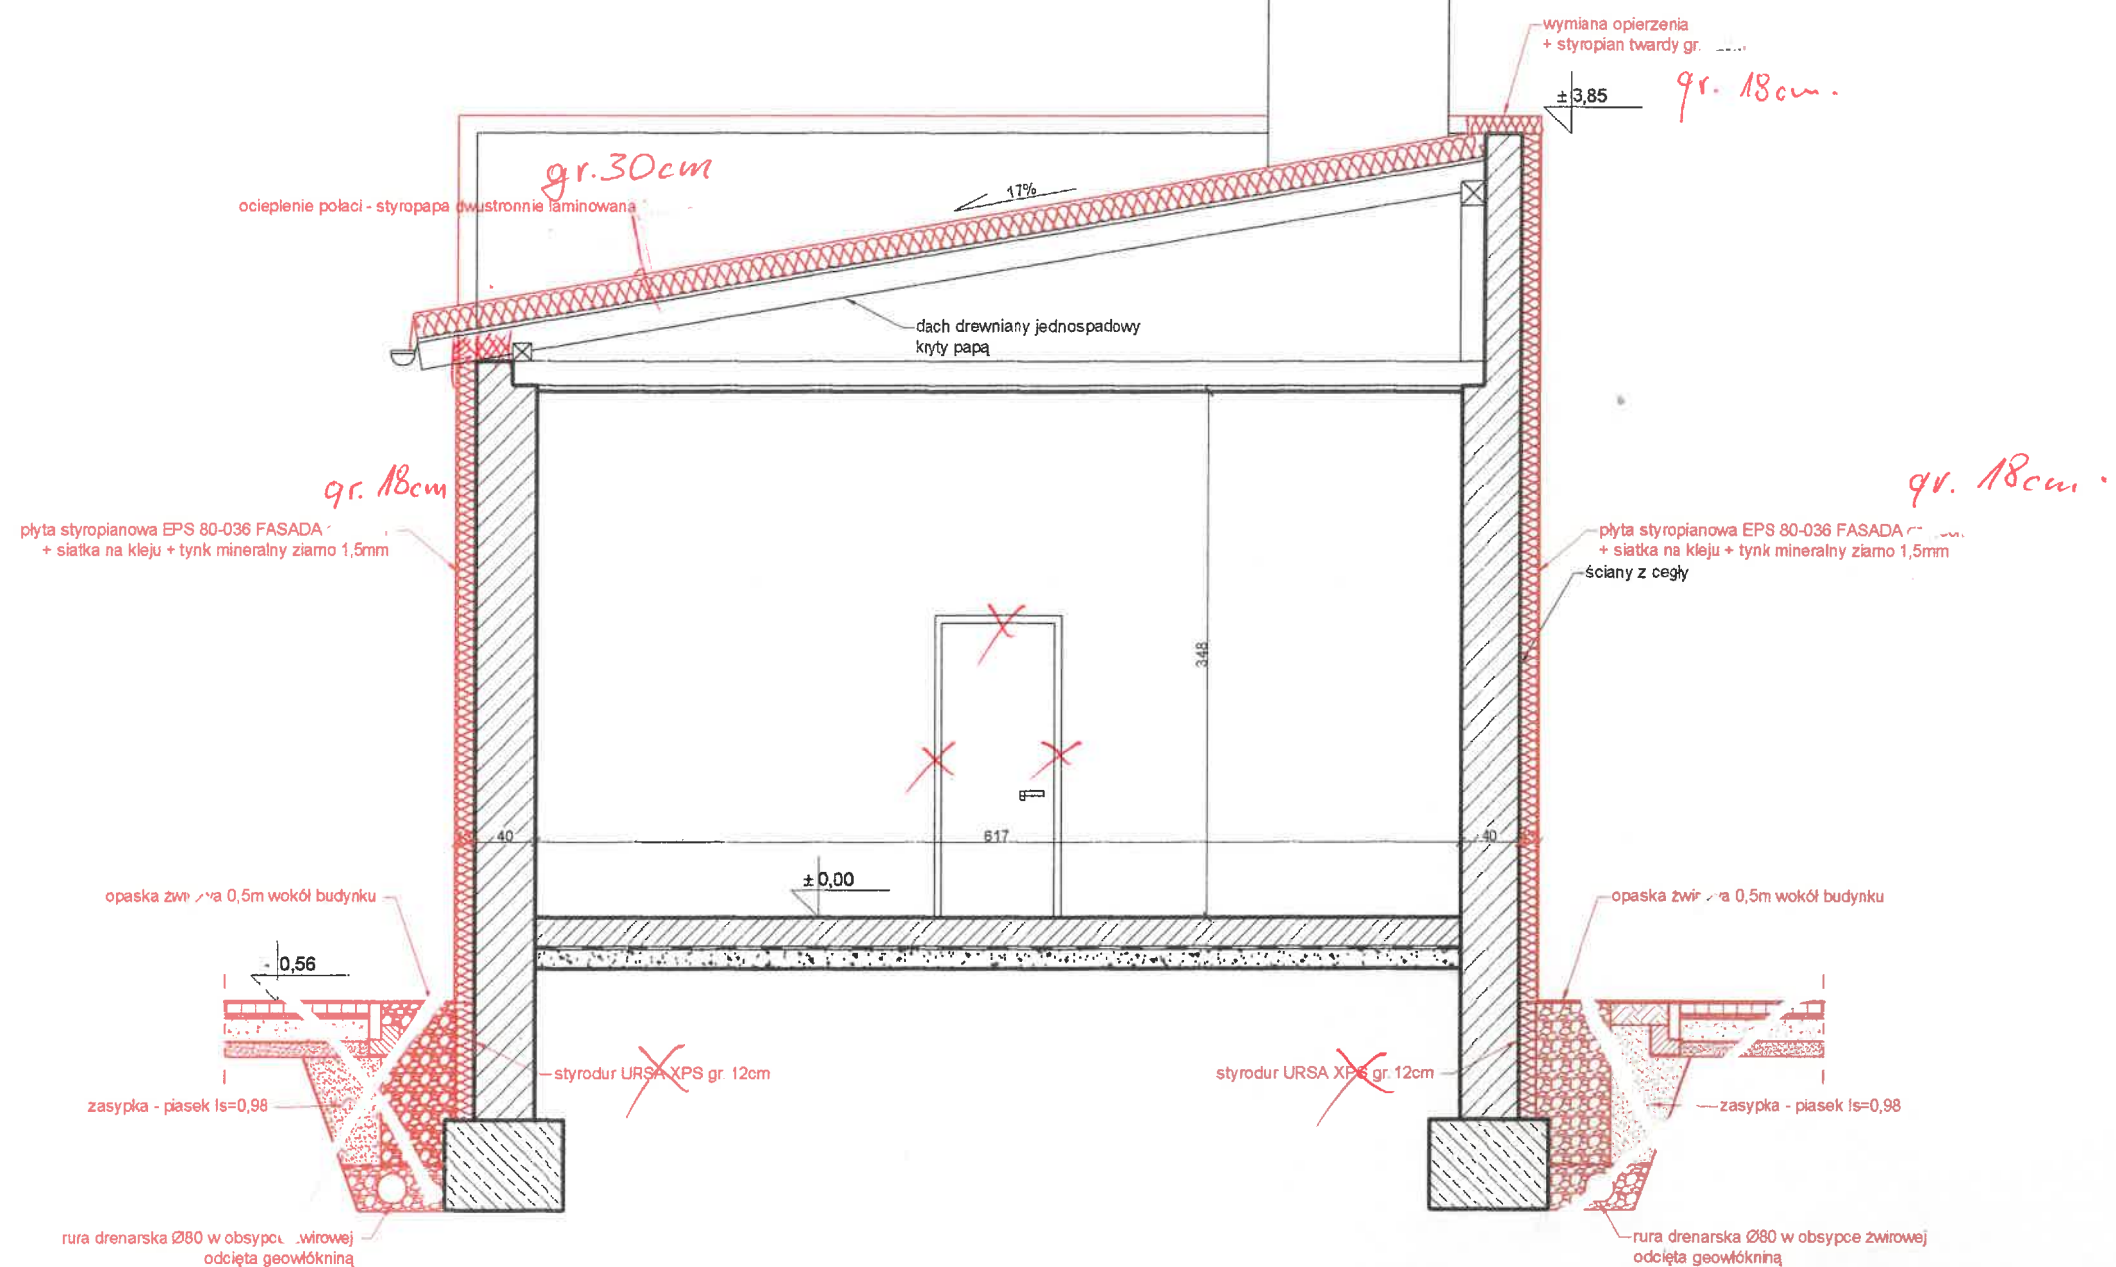 wymiana opierzenia
+ styropian twardy gr.
gr. 18cm.
±3,85
gr.30cm
ocieplenie połaci - styropapa dwustronnie laminowana
17%
dach drewniany jednospadowy
kryty papą
gr. 18cm
płyta styropianowa EPS 80-036 FASADA
+ siatka na kleju + tynk mineralny ziarno 1,5mm
gr. 18cm.
płyta styropianowa EPS 80-036 FASADA
+ siatka na kleju + tynk mineralny ziarno 1,5mm
ściany z cegły
348
40
617
40
±0,00
opaska 0,5m wokół budynku
opaska 0,5m wokół budynku
0,56
styrodur URSA XPS gr. 12cm
styrodur URSA XPS gr. 12cm
zasypka - piasek Is=0,98
zasypka - piasek Is=0,98
rura drenarska Ø80 w obsypce
odcięta geowłókniną
rura drenarska Ø80 w obsypce żwirowej
odcięta geowłókniną